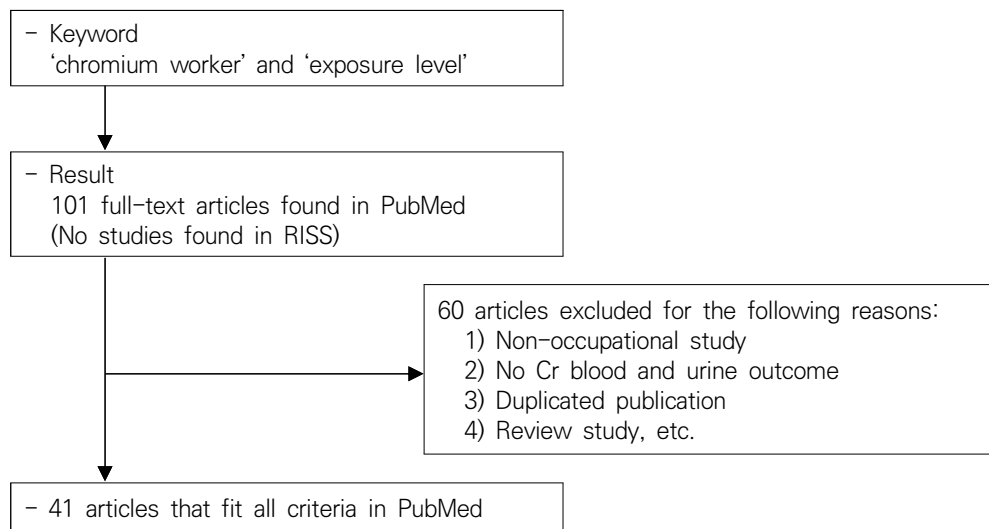 - Keyword
‘chromium worker’ and ‘exposure level’
- Result
101 full-text articles found in PubMed
(No studies found in RISS)
60 articles excluded for the following reasons:
1) Non-occupational study
2) No Cr blood and urine outcome
3) Duplicated publication
4) Review study, etc.
- 41 articles that fit all criteria in PubMed